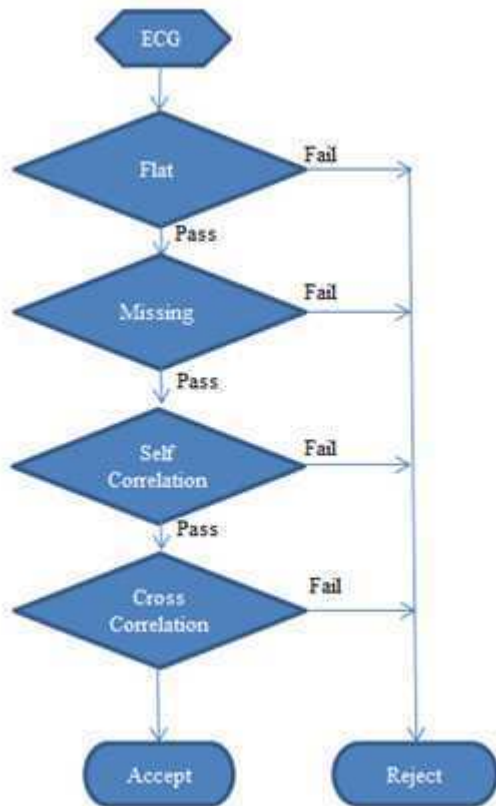 ECG
Flat
Fail
Pass
Missing
Fail
Pass
Self
Correlation
Fail
Pass
Cross
Correlation
Fail
Accept
Reject